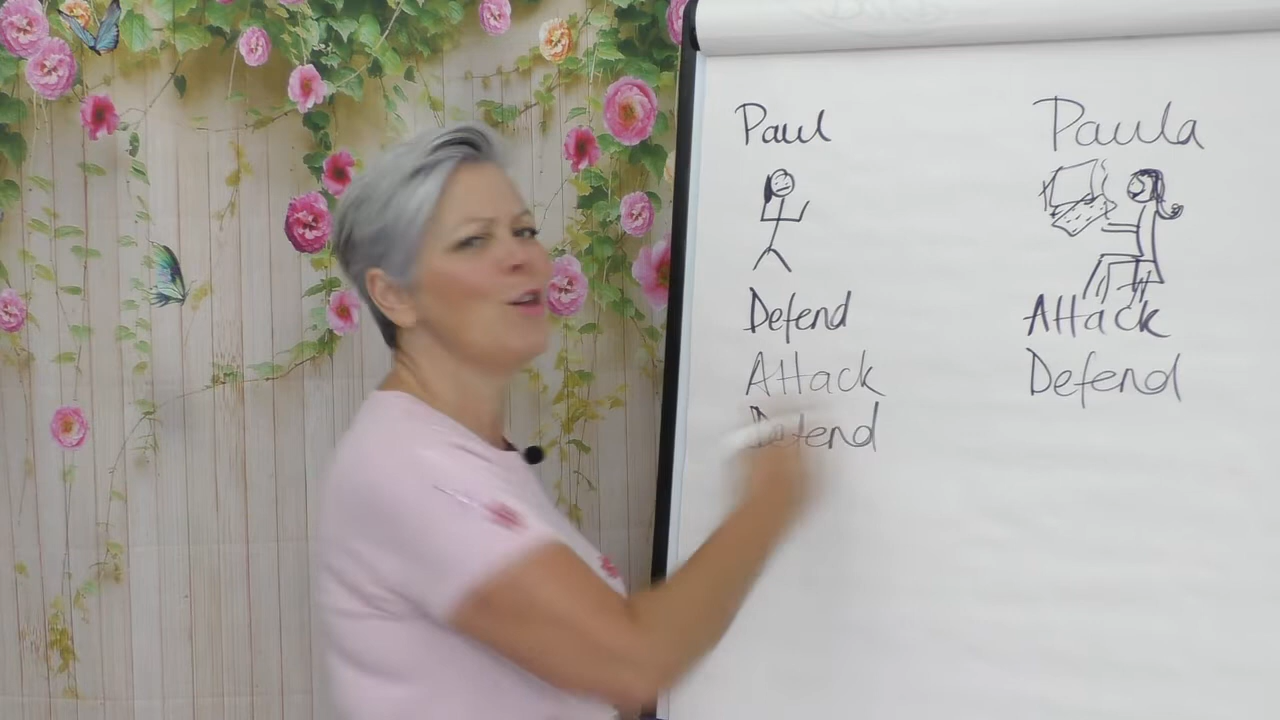 Paul
Defend
Attack
Defend
Paula
Attack
Defend